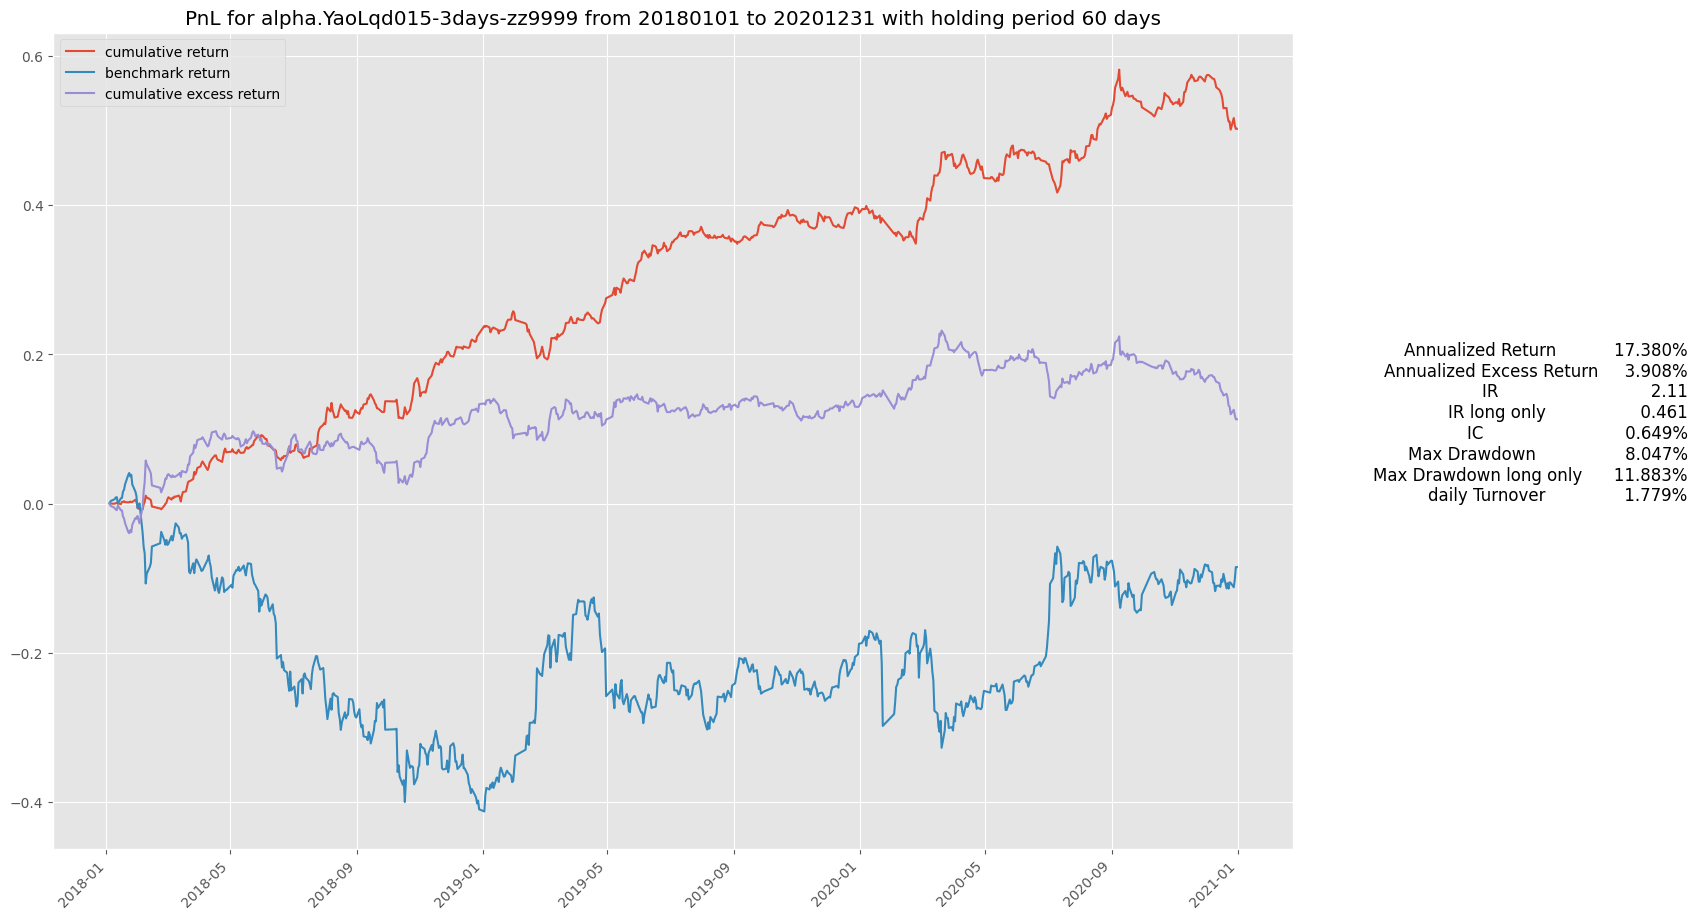 PnL for alpha.YaoLqd015-3days-zz9999 from 20180101 to 20201231 with holding period 60 days
cumulative return
benchmark return
cumulative excess return
0.6
0.4
0.2
0.0
−0.2
−0.4
2018-01
2018-05
2018-09
2019-01
2019-05
2019-09
2020-01
2020-05
2020-09
2021-01
Annualized Return 17.380%
Annualized Excess Return 3.908%
IR 2.11
IR long only 0.461
IC 0.649%
Max Drawdown 8.047%
Max Drawdown long only 11.883%
daily Turnover 1.779%